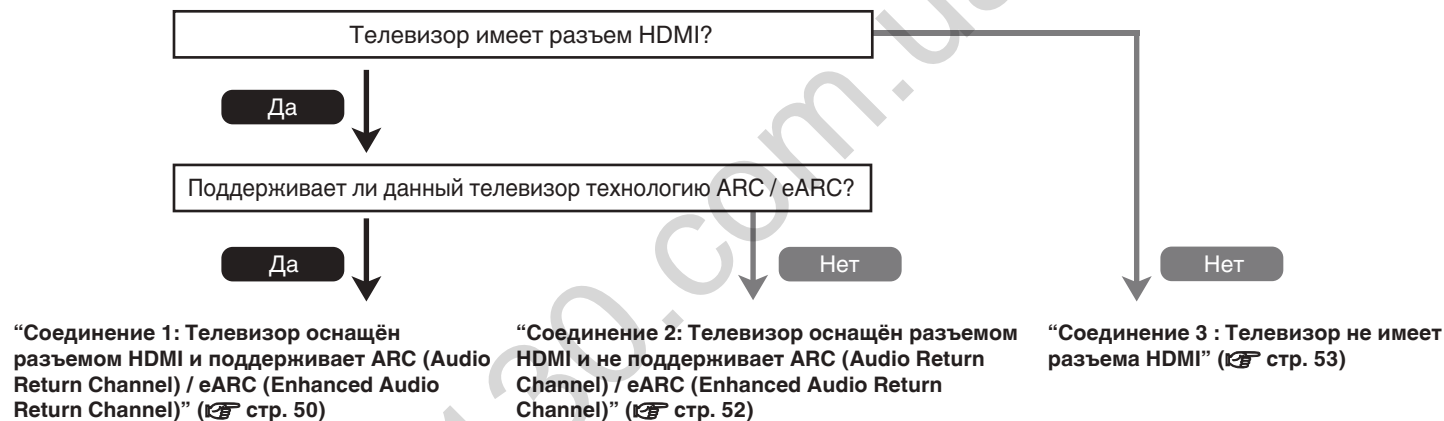 Телевизор имеет разъем HDMI?
Да
Поддерживает ли данный телевизор технологию ARC / eARC?
Да
Нет
Нет
“Соединение 1: Телевизор оснащён
разъемом HDMI и поддерживает ARC (Audio
Return Channel) / eARC (Enhanced Audio
Return Channel)” (☞ стр. 50)
“Соединение 2: Телевизор оснащён разъемом
HDMI и не поддерживает ARC (Audio Return
Channel) / eARC (Enhanced Audio Return
Channel)” (☞ стр. 52)
“Соединение 3 : Телевизор не имеет
разъема HDMI” (☞ стр. 53)